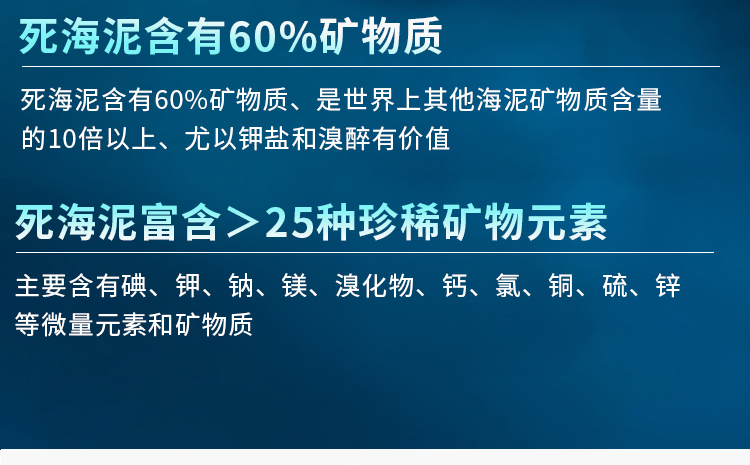 死海泥含有60%矿物质
死海泥含有60%矿物质、是世界上其他海泥矿物质含量
的10倍以上、尤以钾盐和溴醉有价值
死海泥富含＞25种珍稀矿物元素
主要含有碘、钾、钠、镁、溴化物、钙、氯、铜、硫、锌
等微量元素和矿物质